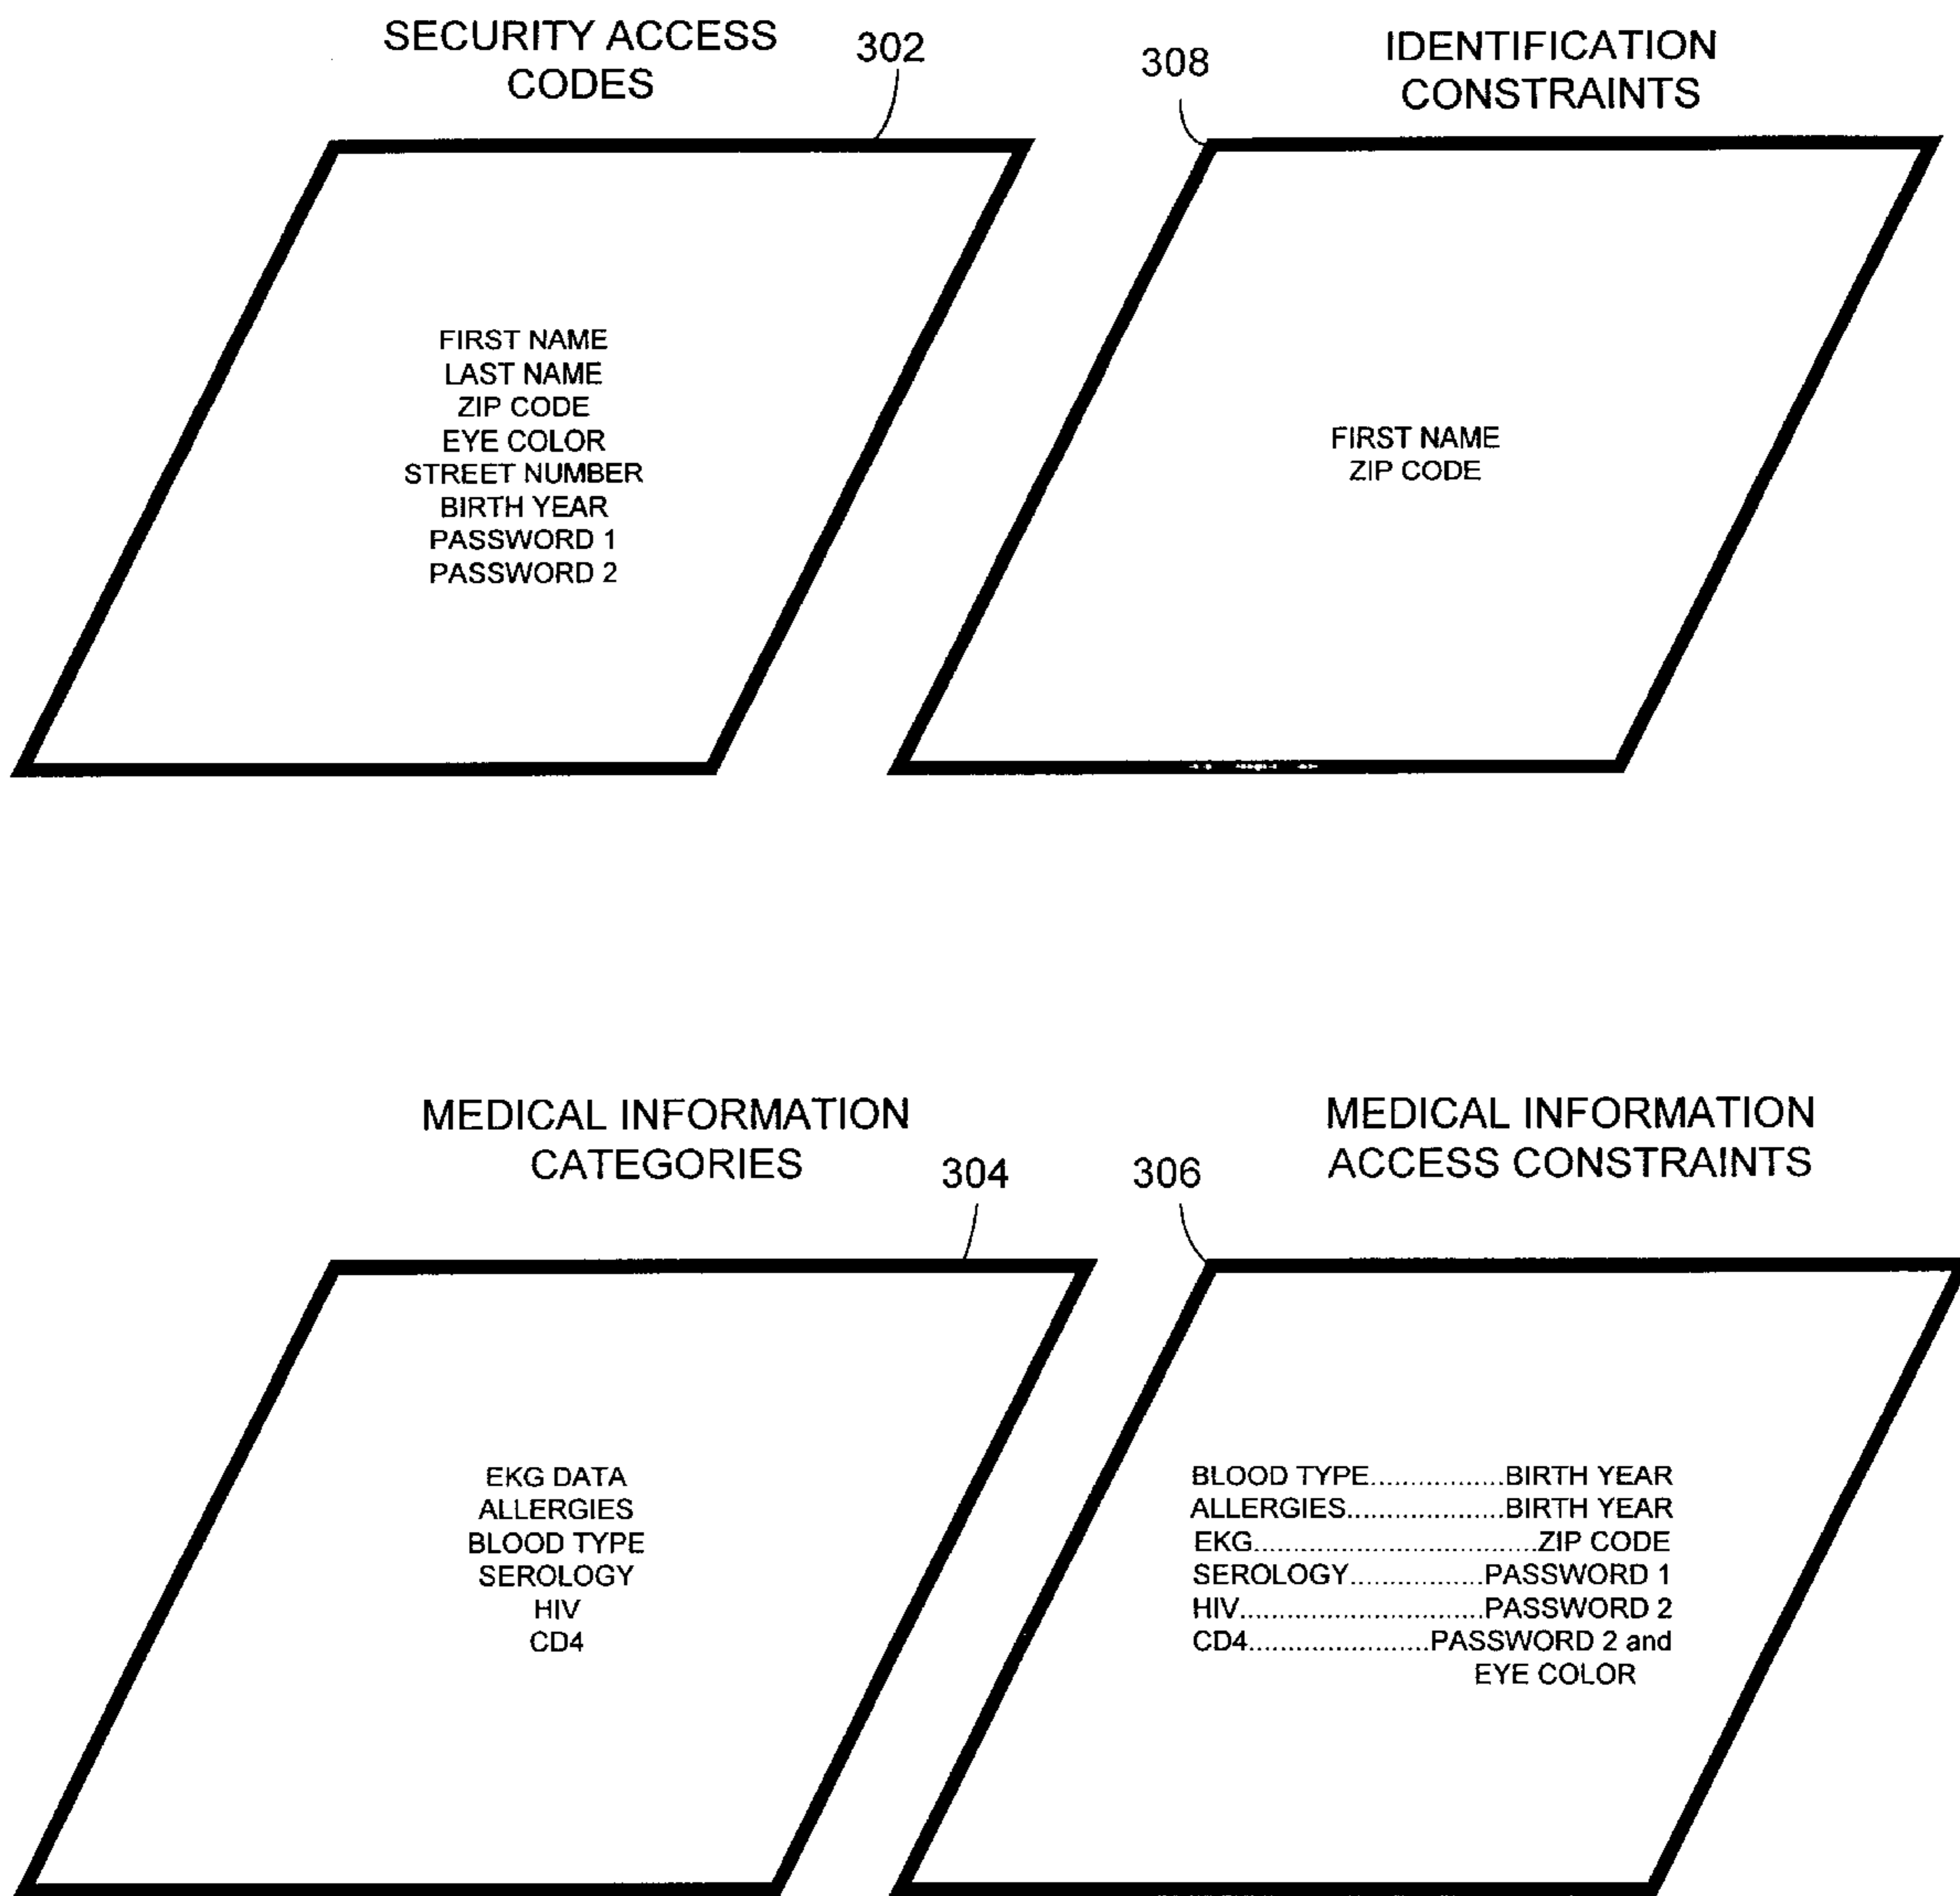 SECURITY ACCESS
CODES
302
FIRST NAME
LAST NAME
ZIP CODE
EYE COLOR
STREET NUMBER
BIRTH YEAR
PASSWORD 1
PASSWORD 2
308
IDENTIFICATION
CONSTRAINTS
FIRST NAME
ZIP CODE
MEDICAL INFORMATION
CATEGORIES
304
EKG DATA
ALLERGIES
BLOOD TYPE
SEROLOGY
HIV
CD4
306
MEDICAL INFORMATION
ACCESS CONSTRAINTS
BLOOD TYPE................BIRTH YEAR
ALLERGIES....................BIRTH YEAR
EKG....................................ZIP CODE
SEROLOGY.................PASSWORD 1
HIV...............................PASSWORD 2
CD4.......................PASSWORD 2 and
EYE COLOR